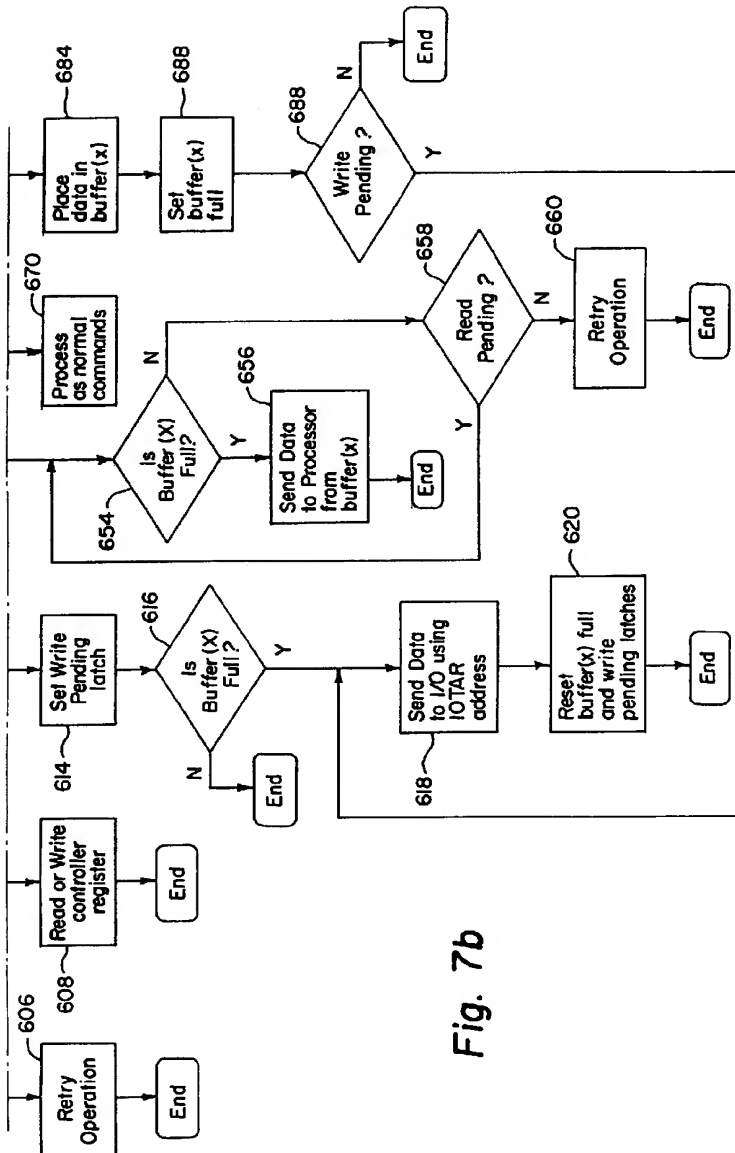 606
Retry
Operation
End
608
Read or Write
controller
register
End
614
Set Write
Pending
latch
616
Is
Buffer (X)
Full?
N
Y
End
618
Send Data
to I/O using
IOTAR
address
620
Reset
buffer(x) full
and write
pending latches
End
654
Is
Buffer (X)
Full?
N
Y
656
Send Data
to Processor
from
buffer(x)
End
658
Read
Pending ?
Y
N
660
Retry
Operation
End
670
Process
as normal
commands
684
Place
data in
buffer(x)
688
Set
buffer(x)
full
688
Write
Pending ?
N
Y
End
Fig. 7b